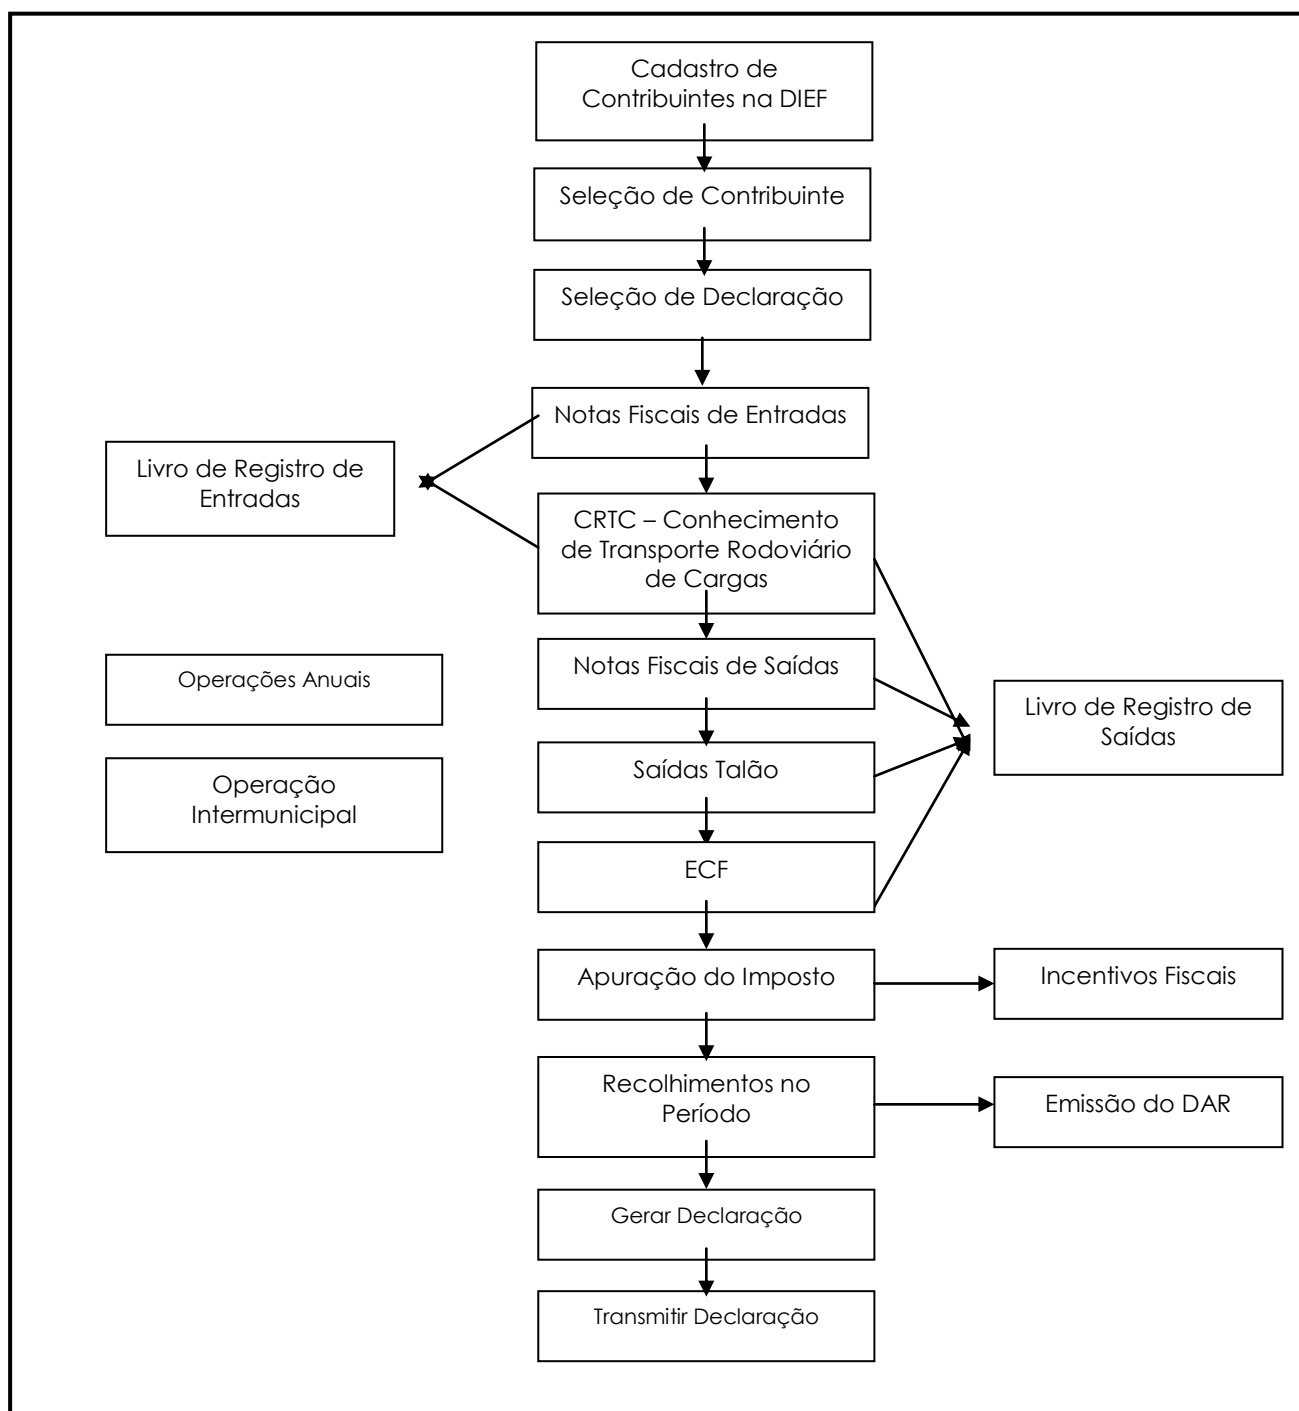 Cadastro de
Contribuintes na DIEF
Seleção de Contribuinte
Seleção de Declaração
Notas Fiscais de Entradas
Livro de Registro de
Entradas
CRTC – Conhecimento
de Transporte Rodoviário
de Cargas
Notas Fiscais de Saídas
Operações Anuais
Livro de Registro de
Saídas
Saídas Talão
Operação
Intermunicipal
ECF
Apuração do Imposto
Incentivos Fiscais
Recolhimentos no
Período
Emissão do DAR
Gerar Declaração
Transmitir Declaração